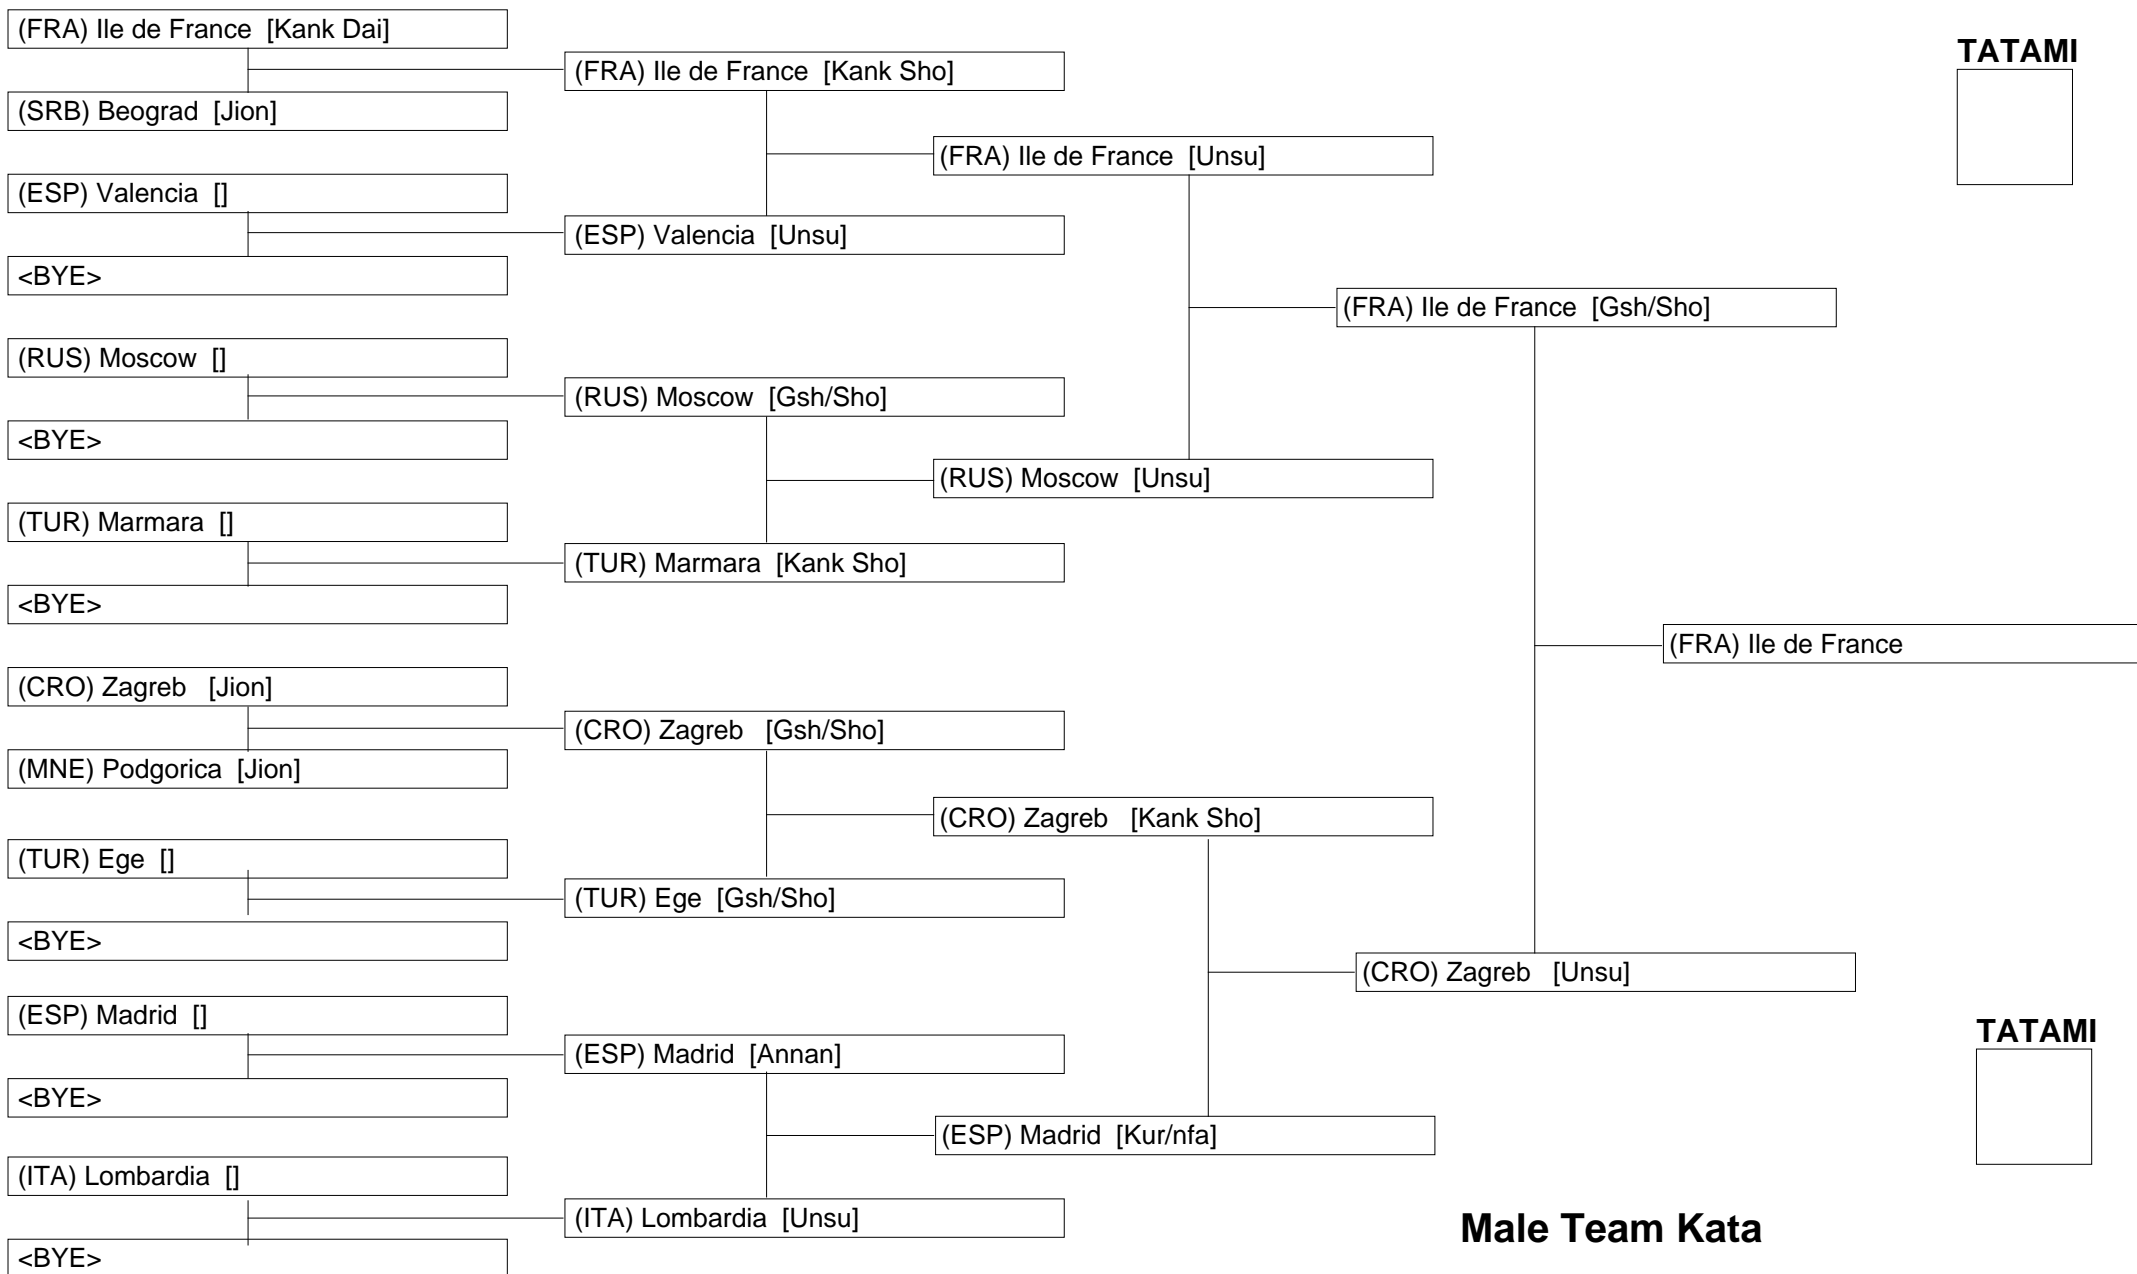 (FRA) Ile de France [Kank Dai]
(SRB) Beograd [Jion]
(ESP) Valencia []
<BYE>
(RUS) Moscow []
<BYE>
(TUR) Marmara []
<BYE>
(CRO) Zagreb [Jion]
(MNE) Podgorica [Jion]
(TUR) Ege []
<BYE>
(ESP) Madrid []
<BYE>
(ITA) Lombardia []
<BYE>
(FRA) Ile de France [Kank Sho]
(ESP) Valencia [Unsu]
(RUS) Moscow [Gsh/Sho]
(TUR) Marmara [Kank Sho]
(CRO) Zagreb [Gsh/Sho]
(TUR) Ege [Gsh/Sho]
(ESP) Madrid [Annan]
(ITA) Lombardia [Unsu]
(FRA) Ile de France [Unsu]
(RUS) Moscow [Unsu]
(CRO) Zagreb [Kank Sho]
(ESP) Madrid [Kur/nfa]
(FRA) Ile de France [Gsh/Sho]
(CRO) Zagreb [Unsu]
(FRA) Ile de France
TATAMI
TATAMI
Male Team Kata